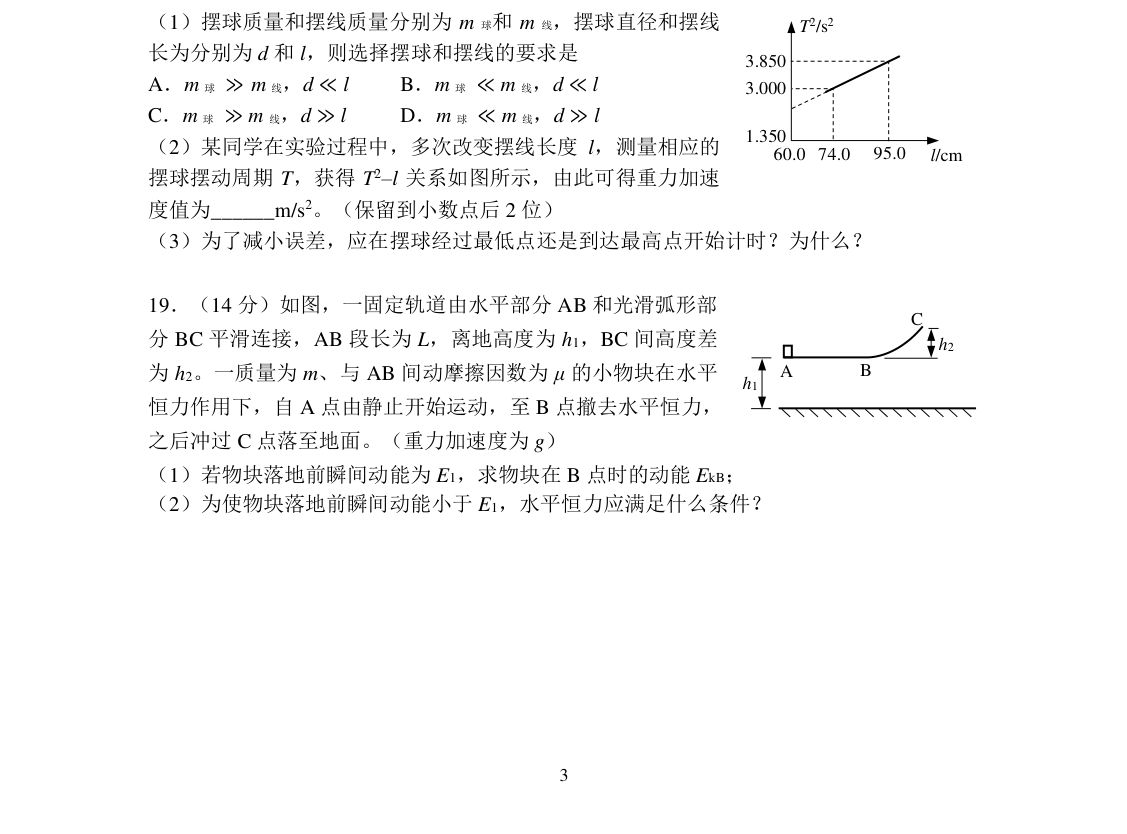 （1）摆球质量和摆线质量分别为 m 球和 m 线，摆球直径和摆线
长为分别为 d 和 l，则选择摆球和摆线的要求是
A．m 球 ≫ m 线，d ≪ l B．m 球 ≪ m 线，d ≪ l
C．m 球 ≫ m 线，d ≫ l D．m 球 ≪ m 线，d ≫ l
（2）某同学在实验过程中，多次改变摆线长度 l，测量相应的
摆球摆动周期 T，获得 T²–l 关系如图所示，由此可得重力加速
度值为______m/s²。（保留到小数点后 2 位）
（3）为了减小误差，应在摆球经过最低点还是到达最高点开始计时？为什么？
T²/s²
3.850
3.000
1.350
60.0 74.0 95.0 l/cm
19．（14 分）如图，一固定轨道由水平部分 AB 和光滑弧形部
分 BC 平滑连接，AB 段长为 L，离地高度为 h1，BC 间高度差
为 h2。一质量为 m、与 AB 间动摩擦因数为 μ 的小物块在水平
恒力作用下，自 A 点由静止开始运动，至 B 点撤去水平恒力，
之后冲过 C 点落至地面。（重力加速度为 g）
（1）若物块落地前瞬间动能为 E1，求物块在 B 点时的动能 EkB；
（2）为使物块落地前瞬间动能小于 E1，水平恒力应满足什么条件？
C
h2
A B
h1
3